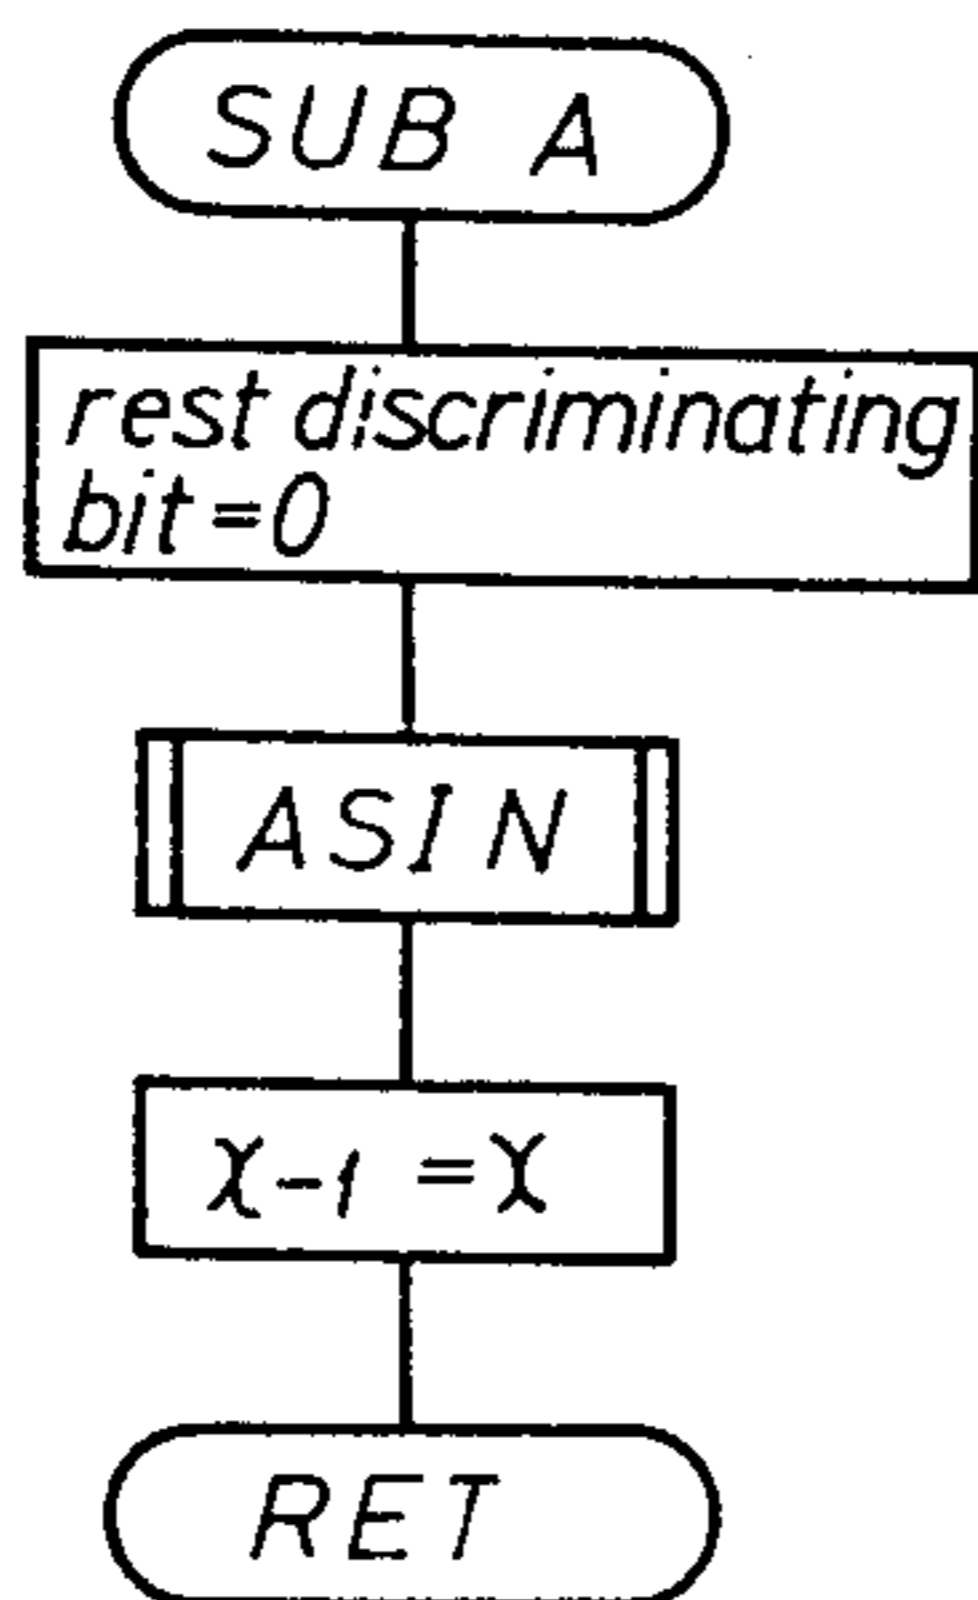 SUB A
rest discriminating
bit=0
ASIN
χ-1 =χ
RET